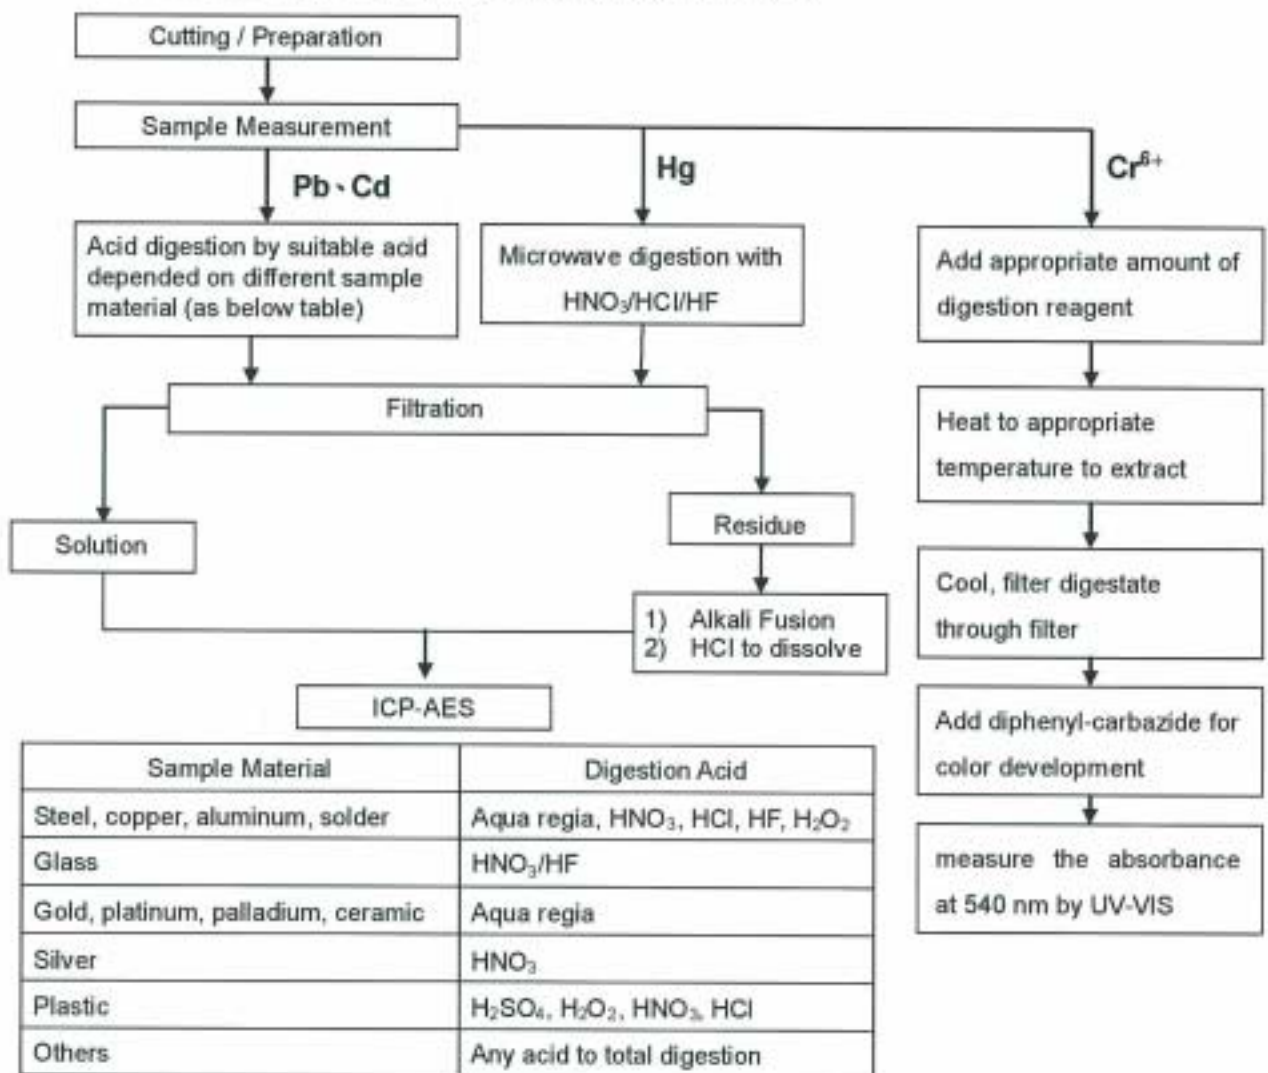 Cutting / Preparation
Sample Measurement
Pb、Cd
Hg
Cr⁶⁺
Acid digestion by suitable acid
depended on different sample
material (as below table)
Microwave digestion with
HNO₃/HCl/HF
Add appropriate amount of
digestion reagent
Filtration
Heat to appropriate
temperature to extract
Solution
Residue
1) Alkali Fusion
2) HCl to dissolve
Cool, filter digestate
through filter
ICP-AES
Add diphenyl-carbazide for
color development
measure the absorbance
at 540 nm by UV-VIS
Sample Material Digestion Acid
Steel, copper, aluminum, solder Aqua regia, HNO₃, HCl, HF, H₂O₂
Glass HNO₃/HF
Gold, platinum, palladium, ceramic Aqua regia
Silver HNO₃
Plastic H₂SO₄, H₂O₂, HNO₃, HCl
Others Any acid to total digestion